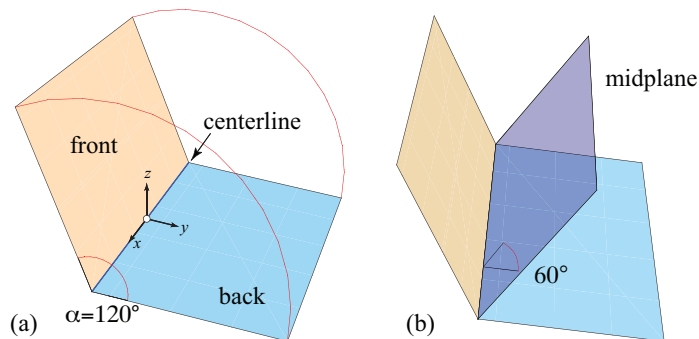 front
centerline
z
x
y
back
α=120°
(a)
midplane
60°
(b)